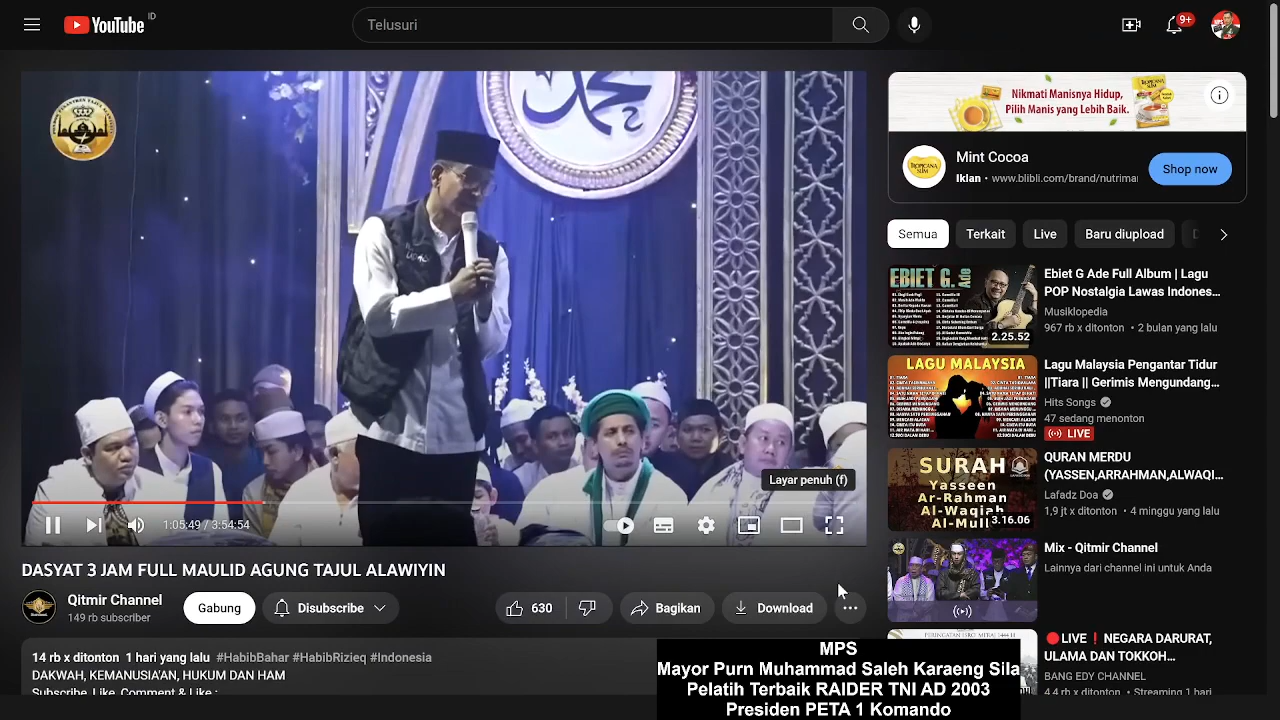 YouTube ID
Telusuri
9+
محمد
Layar penuh (f)
1:05:49 / 3:54:54
DASYAT 3 JAM FULL MAULID AGUNG TAJUL ALAWIYIN
Qitmir Channel
149 rb subscriber
Gabung
Disubscribe
630
Bagikan
Download
14 rb x ditonton 1 hari yang lalu #HabibBahar #HabibRizieq #Indonesia
DAKWAH, KEMANUSIA'AN, HUKUM DAN HAM
Subscribe, Like, Comment & Like :
Nikmati Manisnya Hidup,
Pilih Manis yang Lebih Baik.
Mint Cocoa
Iklan • www.blibli.com/brand/nutrima
Shop now
Semua
Terkait
Live
Baru diupload
EBIET G. Ade
2.25.52
Ebiet G Ade Full Album | Lagu
POP Nostalgia Lawas Indones...
Musiklopedia
967 rb x ditonton • 2 bulan yang lalu
LAGU MALAYSIA
Lagu Malaysia Pengantar Tidur
||Tiara || Gerimis Mengundang...
Hits Songs
47 sedang menonton
LIVE
SURAH
Yasseen
Ar-Rahman
Al-Waqiah
Al-Mul
3.16.06
QURAN MERDU
(YASSEN,ARRAHMAN,ALWAQI...
Lafadz Doa
1,9 jt x ditonton • 4 minggu yang lalu
Mix - Qitmir Channel
Lainnya dari channel ini untuk Anda
🔴LIVE❗NEGARA DARURAT,
ULAMA DAN TOKKOH...
BANG EDY CHANNEL
4,4 rb x ditonton • Streaming 1 hari
MPS
Mayor Purn Muhammad Saleh Karaeng Sila
Pelatih Terbaik RAIDER TNI AD 2003
Presiden PETA 1 Komando